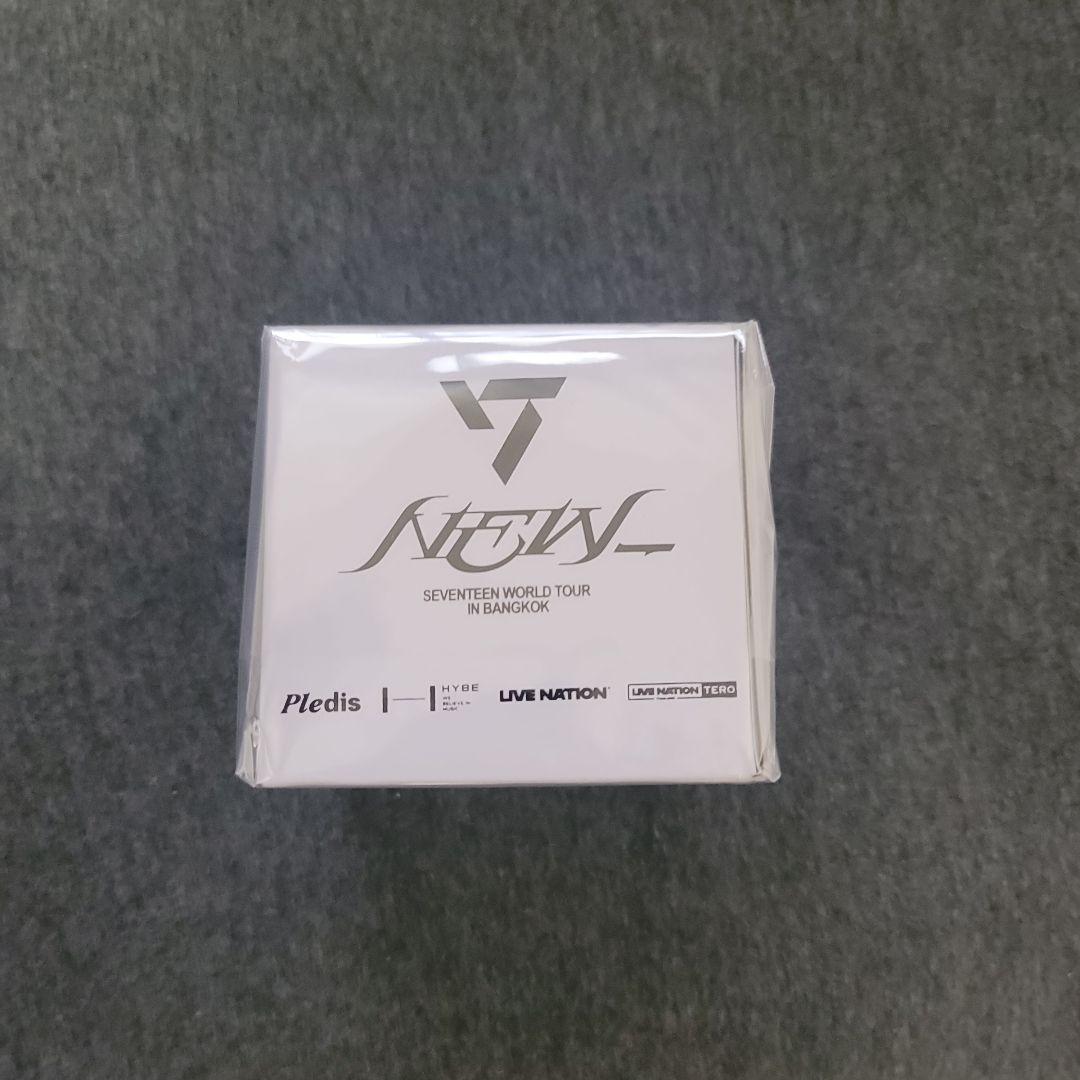 NEW_
SEVENTEEN WORLD TOUR
IN BANGKOK
Pledis HYBE LIVE NATION LIVE NATION TERO
WE
BELIEVE IN
MUSIC